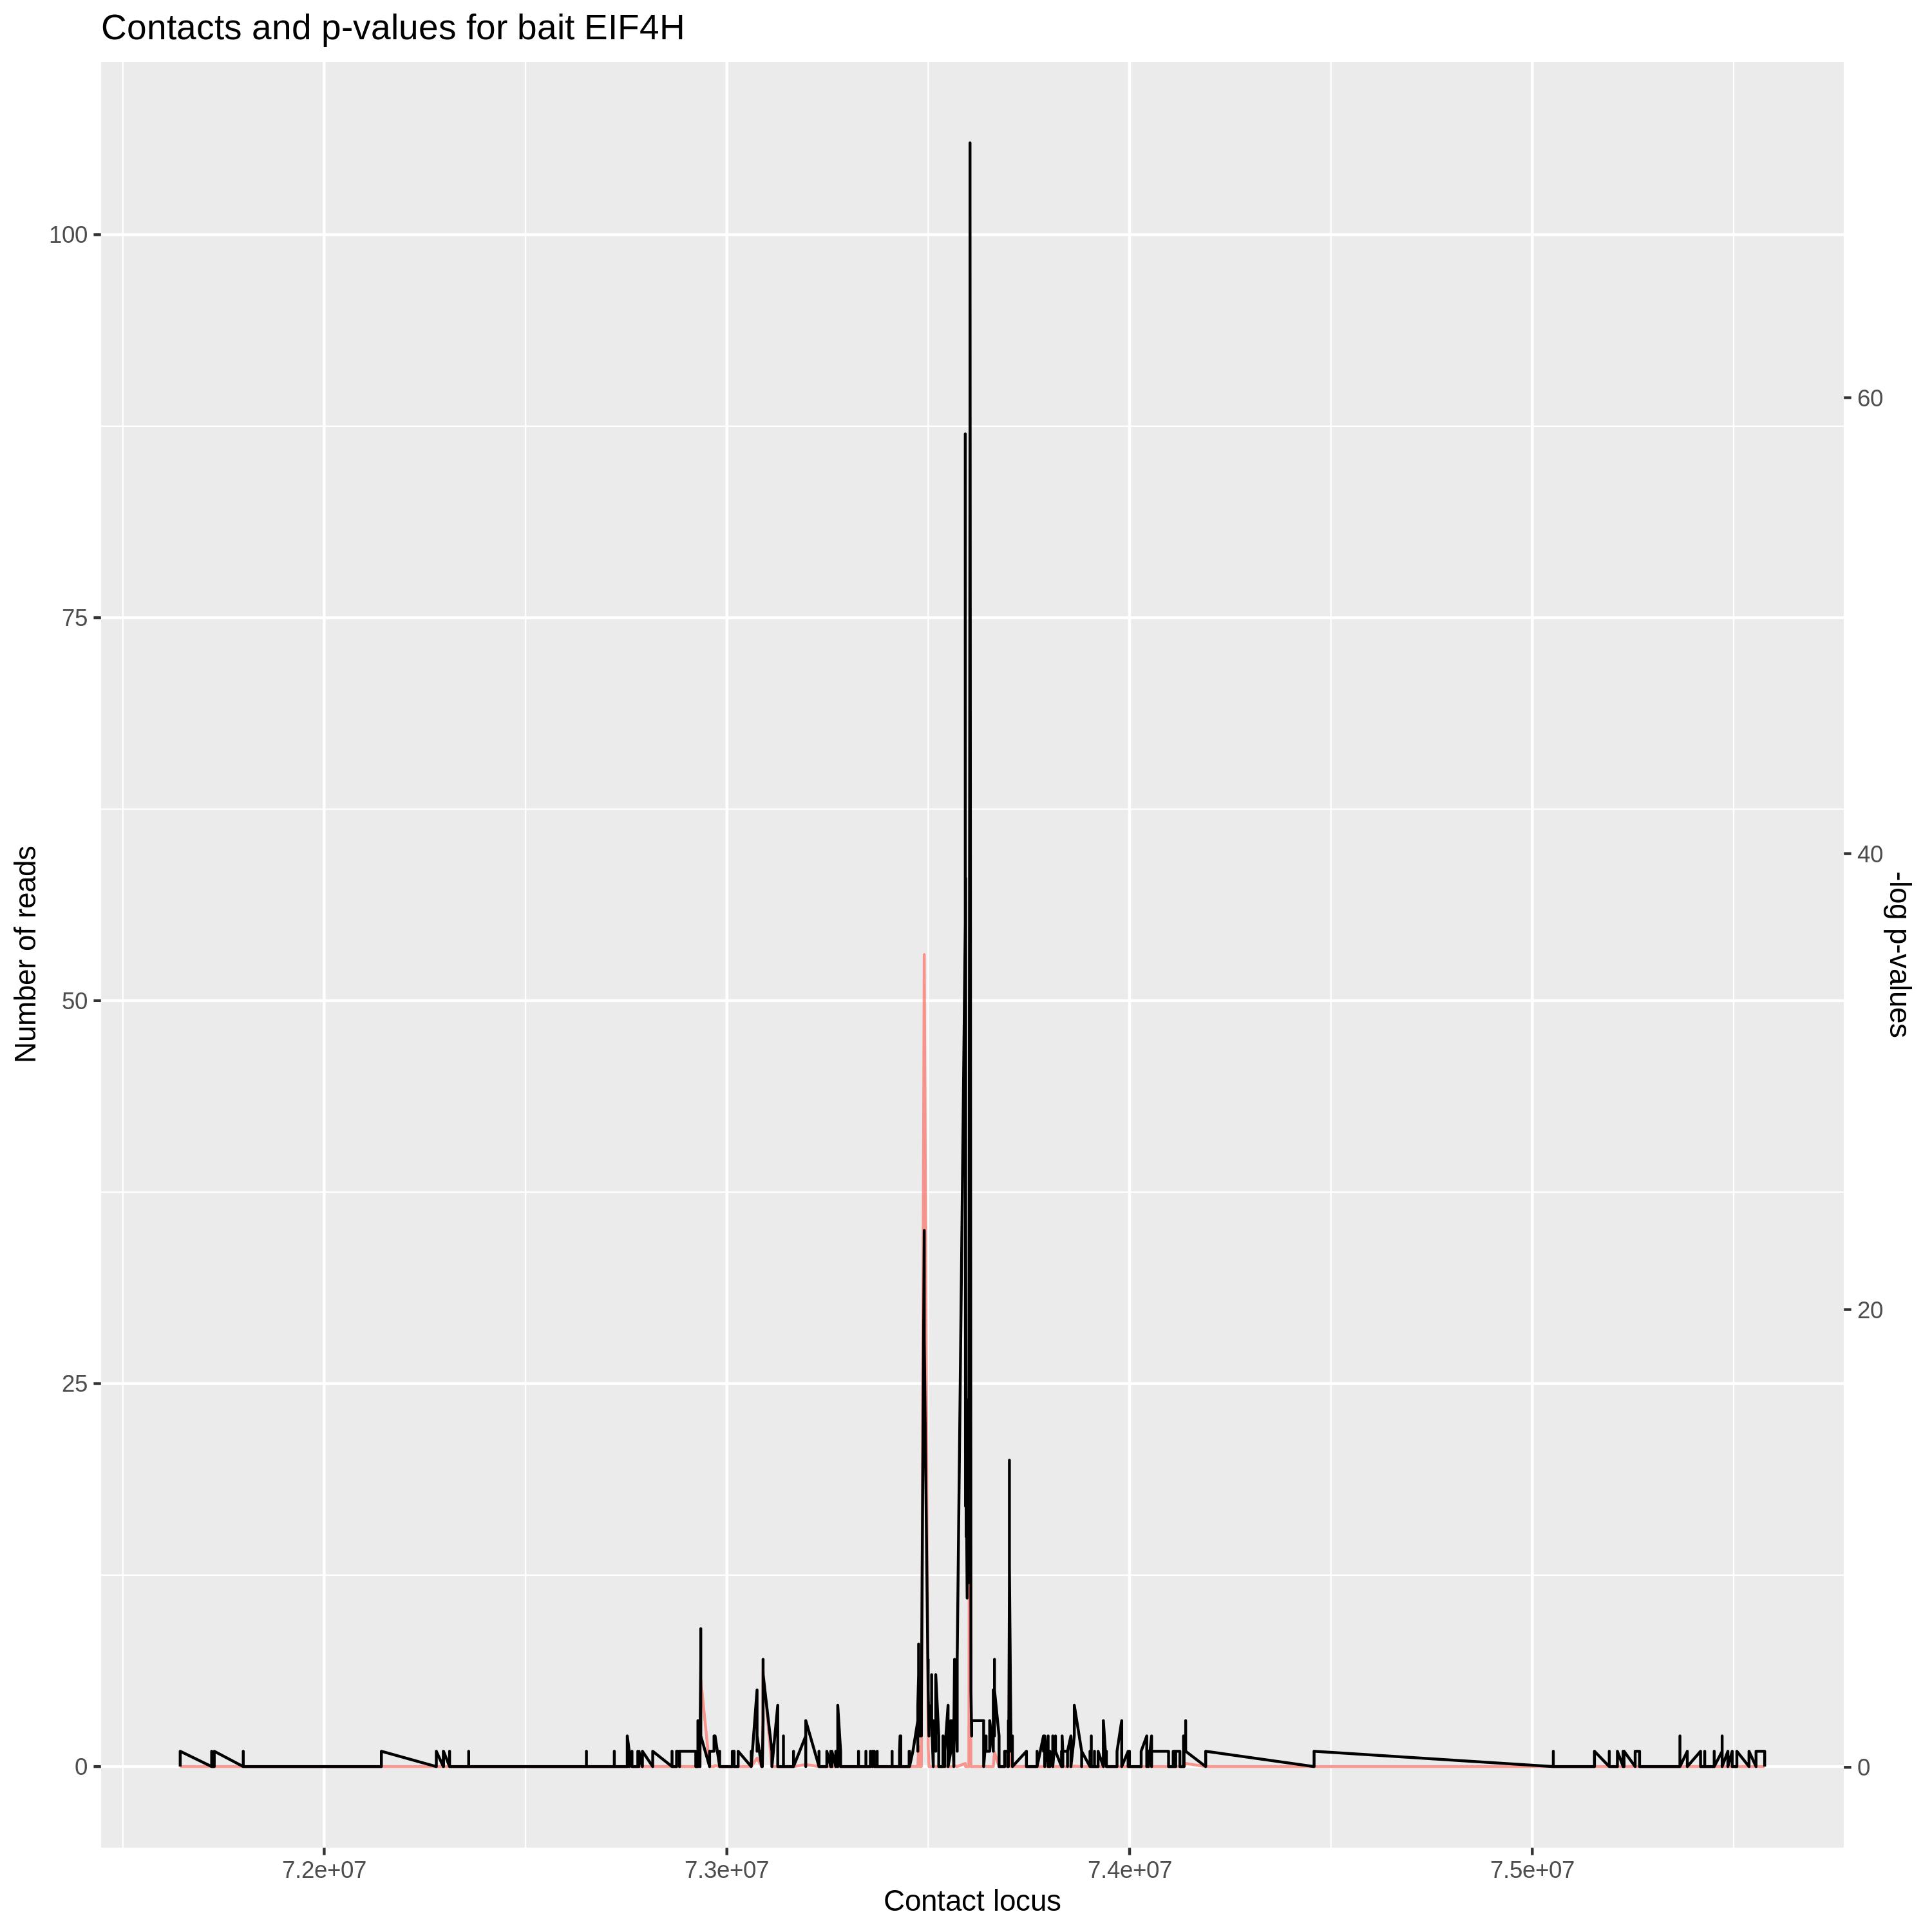 Contacts and p-values for bait EIF4H
100
75
50
25
0
60
40
20
0
Number of reads
-log p-values
7.2e+07 7.3e+07 7.4e+07 7.5e+07
Contact locus